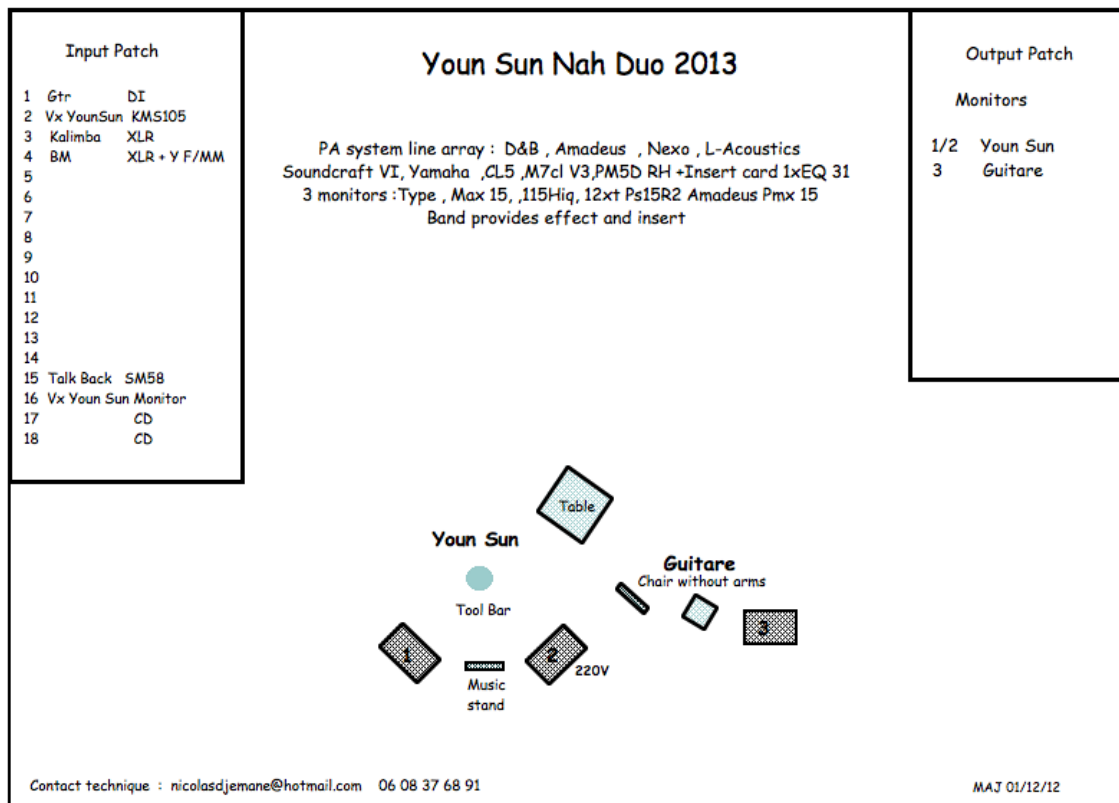 Input Patch
1 Gtr DI
2 Vx YounSun KMS105
3 Kalimba XLR
4 BM XLR + Y F/MM
5
6
7
8
9
10
11
12
13
14
15 Talk Back SM58
16 Vx Youn Sun Monitor
17 CD
18 CD
Youn Sun Nah Duo 2013
PA system line array : D&B , Amadeus , Nexo , L-Acoustics
Soundcraft VI, Yamaha ,CL5 ,M7cl V3,PM5D RH +Insert card 1xEQ 31
3 monitors :Type , Max 15, ,115Hiq, 12xt Ps15R2 Amadeus Pmx 15
Band provides effect and insert
Output Patch
Monitors
1/2 Youn Sun
3 Guitare
Table
Youn Sun
Tool Bar
Guitare
Chair without arms
1
2
3
220V
Music
stand
Contact technique : nicolasdjemane@hotmail.com 06 08 37 68 91
MAJ 01/12/12